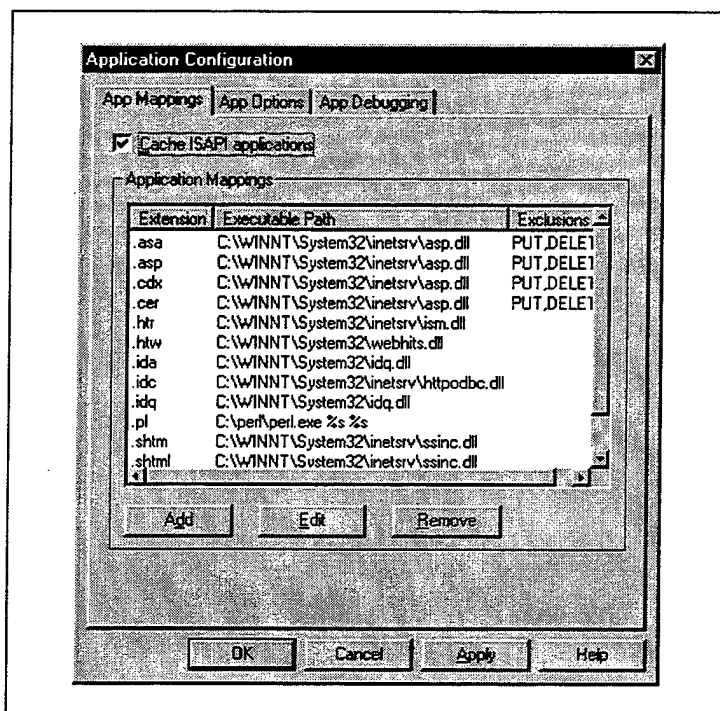 Application Configuration
App Mappings App Options App Debugging
Cache ISAPI applications
Application Mappings
Extension Executable Path Exclusions
.asa C:\WINNT\System32\inetsrv\asp.dll PUT,DELET
.asp C:\WINNT\System32\inetsrv\asp.dll PUT,DELET
.cdx C:\WINNT\System32\inetsrv\asp.dll PUT,DELET
.cer C:\WINNT\System32\inetsrv\asp.dll PUT,DELET
.htr C:\WINNT\System32\inetsrv\ism.dll
.htw C:\WINNT\System32\webhits.dll
.ida C:\WINNT\System32\idq.dll
.idc C:\WINNT\System32\inetsrv\httpodbc.dll
.idq C:\WINNT\System32\idq.dll
.pl C:\perl\perl.exe %s %s
.shtm C:\WINNT\System32\inetsrv\ssinc.dll
.shtml C:\WINNT\System32\inetsrv\ssinc.dll
Add Edit Remove
OK Cancel Apply Help